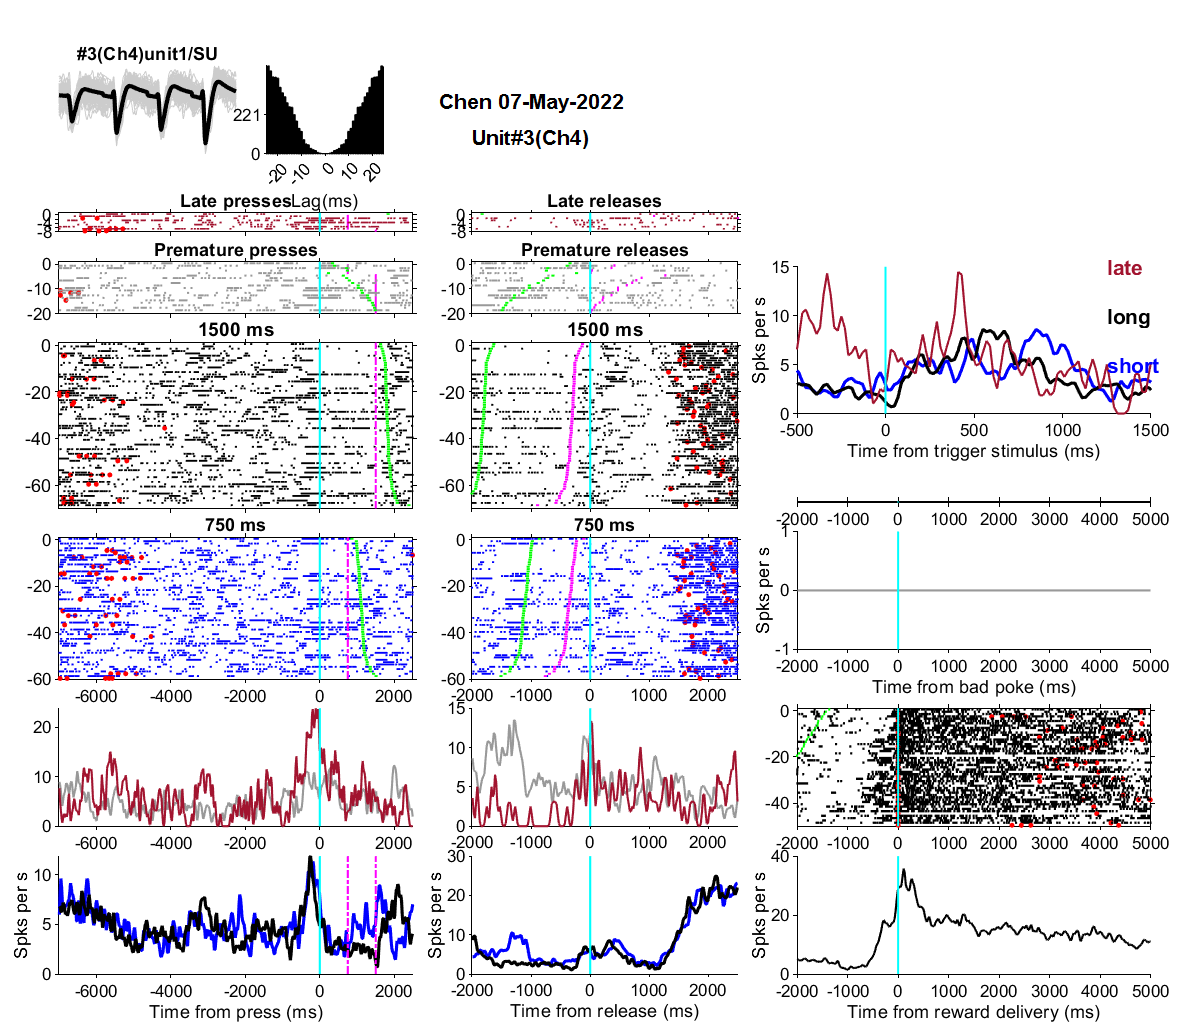 #3(Ch4)unit1/SU
221
0
-20 -10 0 10 20
Lag(ms)
Chen 07-May-2022
Unit#3(Ch4)
Late presses
0
-4
-8
Late releases
0
-4
-8
Premature presses
0
-10
-20
Premature releases
0
-10
-20
1500 ms
0
-20
-40
-60
1500 ms
0
-20
-40
-60
750 ms
0
-20
-40
-60
-6000 -4000 -2000 0 2000
750 ms
0
-20
-40
-60
-2000 -1000 0 1000 2000
20
10
0
-6000 -4000 -2000 0 2000
15
10
5
0
-2000 -1000 0 1000 2000
Spks per s
10
5
0
-6000 -4000 -2000 0 2000
Time from press (ms)
Spks per s
30
20
10
0
-2000 -1000 0 1000 2000
Time from release (ms)
Spks per s
15
10
5
0
late
long
short
-500 0 500 1000 1500
Time from trigger stimulus (ms)
-2000 -1000 0 1000 2000 3000 4000 5000
Spks per s
1
0
-1
-2000 -1000 0 1000 2000 3000 4000 5000
Time from bad poke (ms)
0
-20
-40
-2000 -1000 0 1000 2000 3000 4000 5000
Spks per s
40
20
0
-2000 -1000 0 1000 2000 3000 4000 5000
Time from reward delivery (ms)